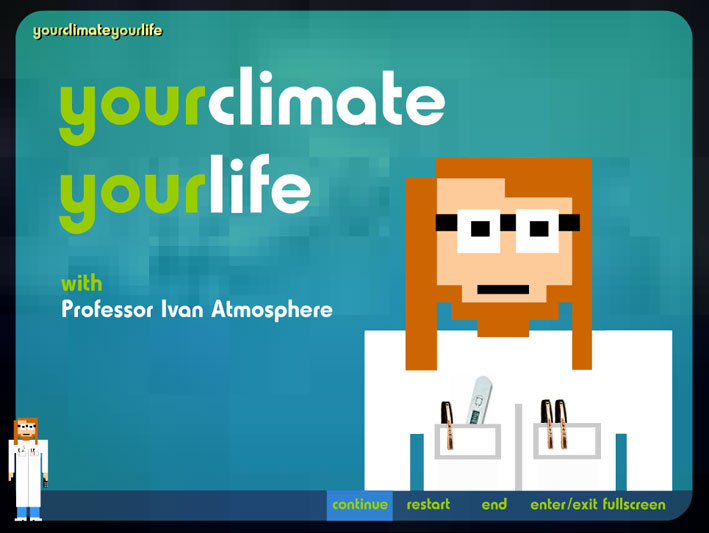 yourclimateyourlife
yourclimate
yourlife
with
Professor Ivan Atmosphere
continue restart end enter/exit fullscreen